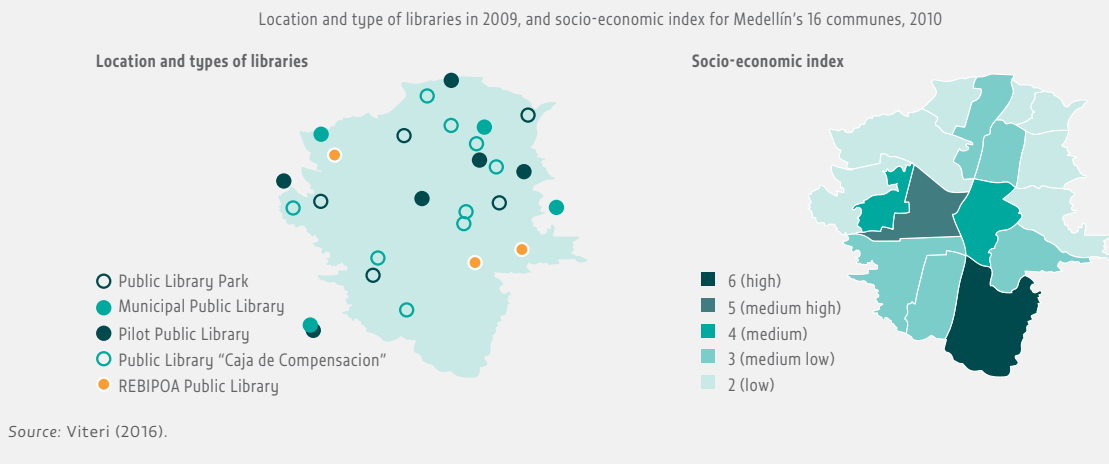 Location and type of libraries in 2009, and socio-economic index for Medellín's 16 communes, 2010
Location and types of libraries
Public Library Park
Municipal Public Library
Pilot Public Library
Public Library "Caja de Compensacion"
REBIPOA Public Library
Socio-economic index
6 (high)
5 (medium high)
4 (medium)
3 (medium low)
2 (low)
Source: Viteri (2016).